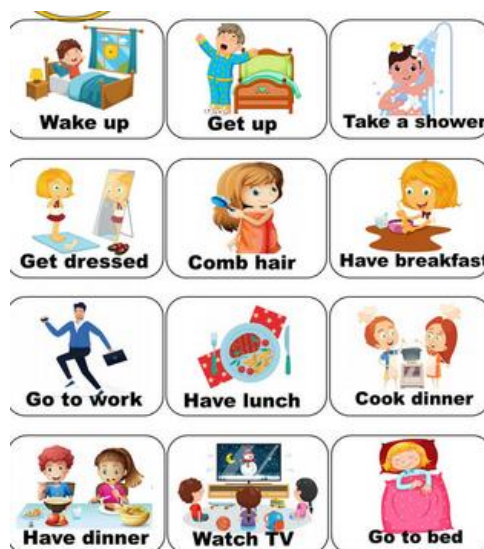 Wake up
Get up
Take a shower
Get dressed
Comb hair
Have breakfast
Go to work
Have lunch
Cook dinner
Have dinner
Watch TV
Go to bed